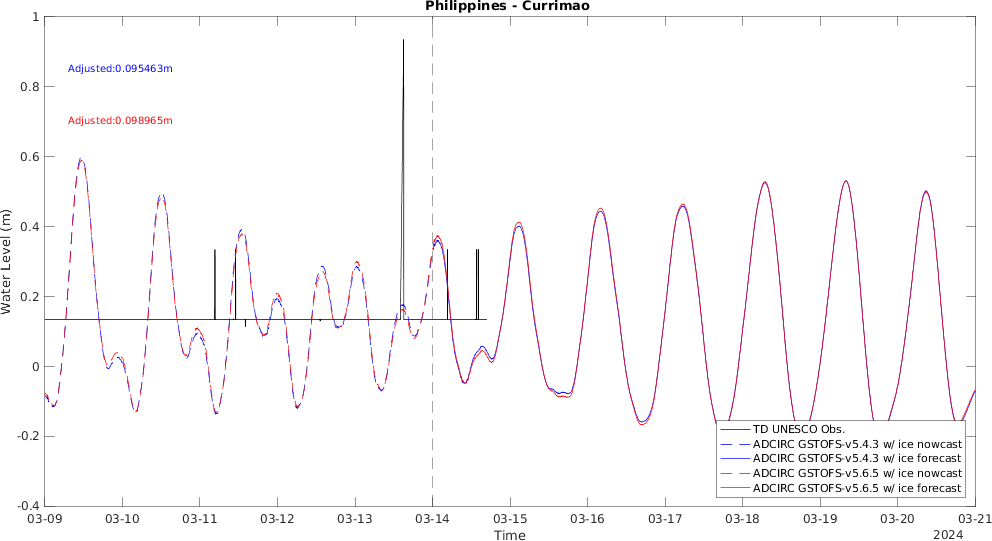 Philippines - Currimao
Adjusted:0.095463m
Adjusted:0.098965m
Water Level (m)
1
0.8
0.6
0.4
0.2
0
-0.2
-0.4
TD UNESCO Obs.
ADCIRC GSTOFS-v5.4.3 w/ ice nowcast
ADCIRC GSTOFS-v5.4.3 w/ ice forecast
ADCIRC GSTOFS-v5.6.5 w/ ice nowcast
ADCIRC GSTOFS-v5.6.5 w/ ice forecast
03-09 03-10 03-11 03-12 03-13 03-14 03-15 03-16 03-17 03-18 03-19 03-20 03-21
Time
2024